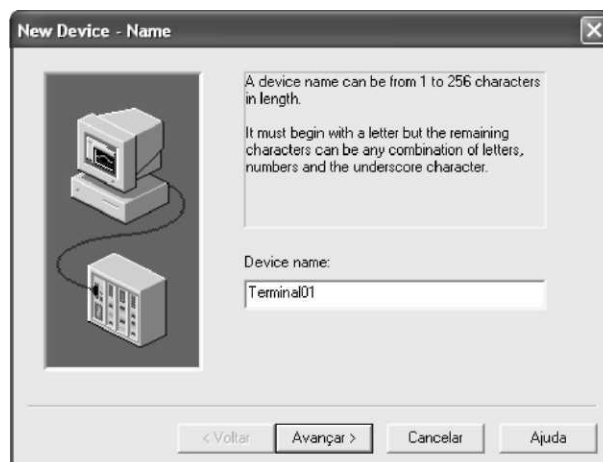 New Device - Name
A device name can be from 1 to 256 characters
in length.
It must begin with a letter but the remaining
characters can be any combination of letters,
numbers and the underscore character.
Device name:
Terminal01
< Voltar
Avançar >
Cancelar
Ajuda